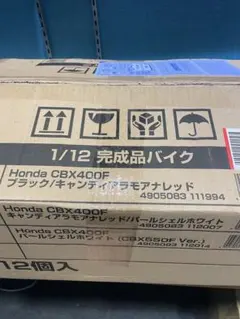 1/12 完成品バイク
Honda CBX400F
ブラック/キャンディアラモアナレッド
4905083 111994
Honda CBX400F
キャンディアラモアナレッド/パールシェルホワイト
4905083 112007
Honda CBX400F
パールシェルホワイト (CBX550F Ver.)
4905083 112014
12個入